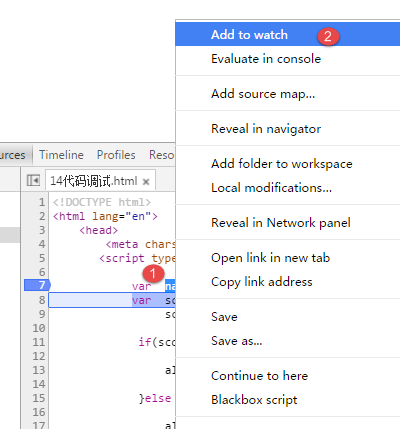 Add to watch 2
Evaluate in console
Add source map...
Reveal in navigator
Add folder to workspace
Local modifications...
Reveal in Network panel
Open link in new tab
Copy link address
Save
Save as...
Continue to here
Blackbox script
Timeline Profiles
14代码调试.html ×
1 <!DOCTYPE html>
2 <html lang="en">
3 <head>
4 <meta chars
5 <script type
6
1
7 var na
8 var sc
9 sc
10
11 if(sco
12
13 al
14
15 }else
16
17 al